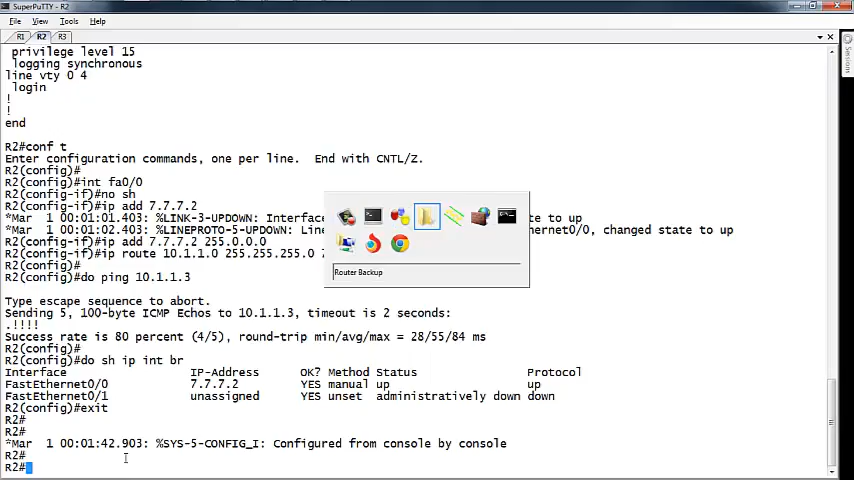 SuperPuTTY - R2
File View Tools Help
R1 R2 R3
Sessions
privilege level 15
logging synchronous
line vty 0 4
login
!
!
end
R2#conf t
Enter configuration commands, one per line. End with CNTL/Z.
R2(config)#
R2(config)#int fa0/0
R2(config-if)#no sh
R2(config-if)#ip add 7.7.7.2
*Mar 1 00:01:01.403: %LINK-3-UPDOWN: Interf ate to up
*Mar 1 00:01:02.403: %LINEPROTO-5-UPDOWN: Lin ethernet0/0, changed state to up
R2(config-if)#ip add 7.7.7.2 255.0.0.0
R2(config-if)#ip route 10.1.1.0 255.255.255.0 7
R2(config)#
R2(config)#do ping 10.1.1.3
Type escape sequence to abort.
Sending 5, 100-byte ICMP Echos to 10.1.1.3, timeout is 2 seconds:
.!!!!
Success rate is 80 percent (4/5), round-trip min/avg/max = 28/55/84 ms
R2(config)#
R2(config)#do sh ip int br
Interface IP-Address OK? Method Status Protocol
FastEthernet0/0 7.7.7.2 YES manual up up
FastEthernet0/1 unassigned YES unset administratively down down
R2(config)#exit
R2#
R2#
*Mar 1 00:01:42.903: %SYS-5-CONFIG_I: Configured from console by console
R2#
R2#
Router Backup